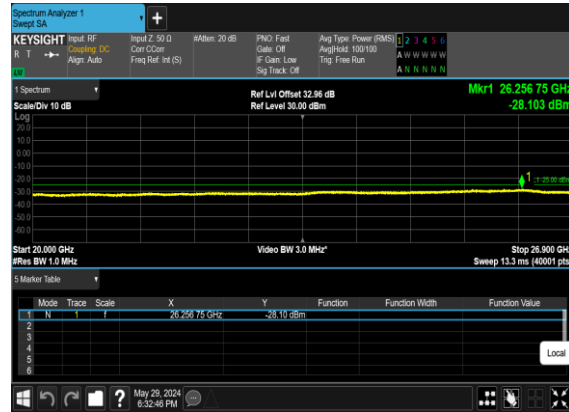 Spectrum Analyzer 1
Swept SA
+
KEYSIGHT Input: RF Input Z: 50 Ω #Atten: 20 dB PNO: Fast Avg Type: Power (RMS) 1 2 3 4 5 6
R T Coupling: DC Corr CCorr Gate: Off Avg|Hold: 100/100 A W W W W W
Align: Auto Freq Ref: Int (S) IF Gain: Low Trig: Free Run
Sig Track: Off A N N N N N
1 Spectrum Ref Lvl Offset 32.96 dB Mkr1 26.256 75 GHz
Scale/Div 10 dB Ref Level 30.00 dBm -28.103 dBm
Log
20.0
10.0
0.00
-10.0
-20.0
-30.0
-40.0
-50.0
-60.0
1
Start 20.000 GHz Video BW 3.0 MHz* Stop 26.900 GHz
#Res BW 1.0 MHz Sweep 13.3 ms (40001 pts
5 Marker Table
Mode Trace Scale X Y Function Function Width Function Value
1 N 1 f 26.256 75 GHz -28.10 dBm
2
3
4
5
6
Local
? May 29, 2024
6:32:46 PM